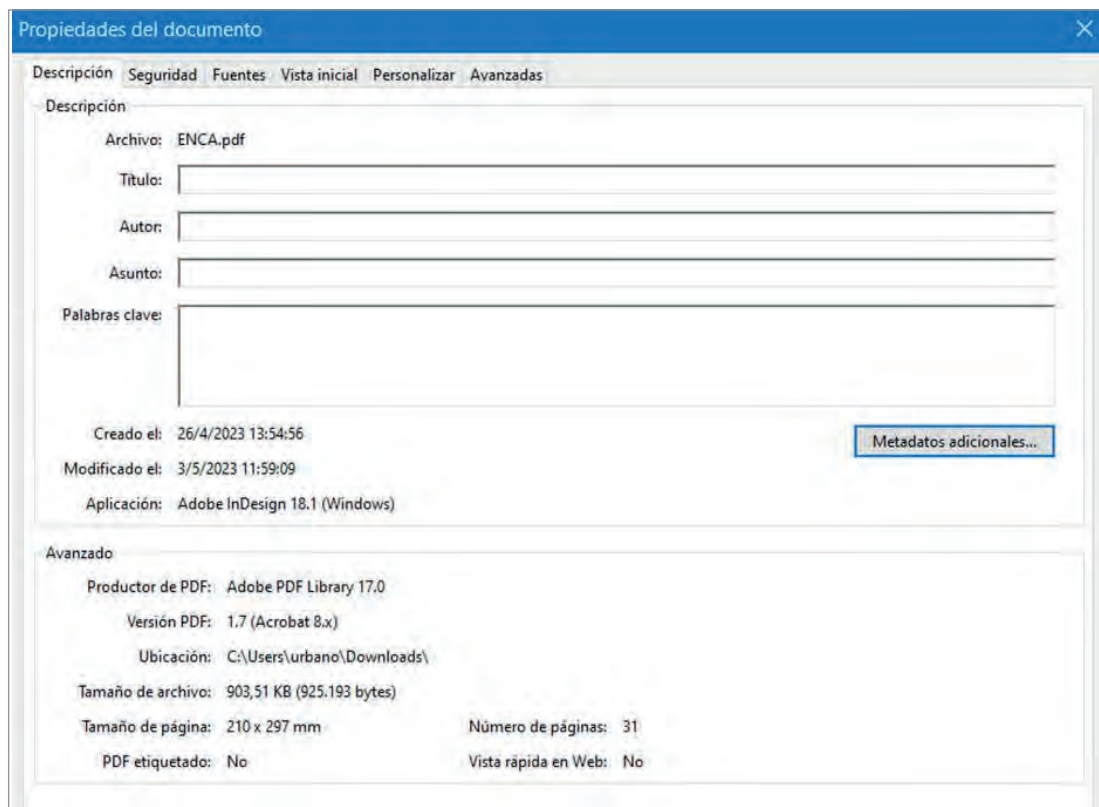 Propiedades del documento
Descripción Seguridad Fuentes Vista inicial Personalizar Avanzadas
Descripción
Archivo: ENCA.pdf
Título:
Autor:
Asunto:
Palabras clave:
Creado el: 26/4/2023 13:54:56
Metadatos adicionales...
Modificado el: 3/5/2023 11:59:09
Aplicación: Adobe InDesign 18.1 (Windows)
Avanzado
Productor de PDF: Adobe PDF Library 17.0
Versión PDF: 1.7 (Acrobat 8.x)
Ubicación: C:\Users\urbano\Downloads\
Tamaño de archivo: 903,51 KB (925.193 bytes)
Tamaño de página: 210 x 297 mm Número de páginas: 31
PDF etiquetado: No Vista rápida en Web: No